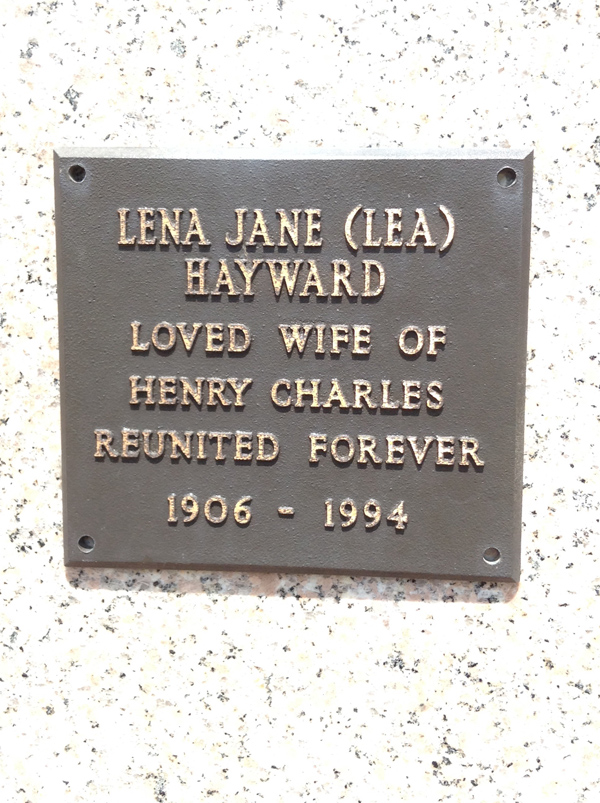 LENA JANE (LEA)
HAYWARD
LOVED WIFE OF
HENRY CHARLES
REUNITED FOREVER
1906 - 1994